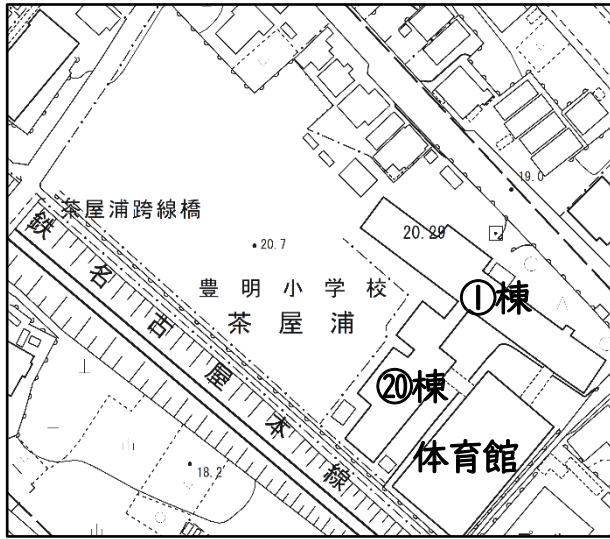 茶屋浦跨線橋
19.0
20.29
20.7
豊明小学校
茶屋浦
①棟
⑳棟
体育館
鉄名古屋本線
18.2